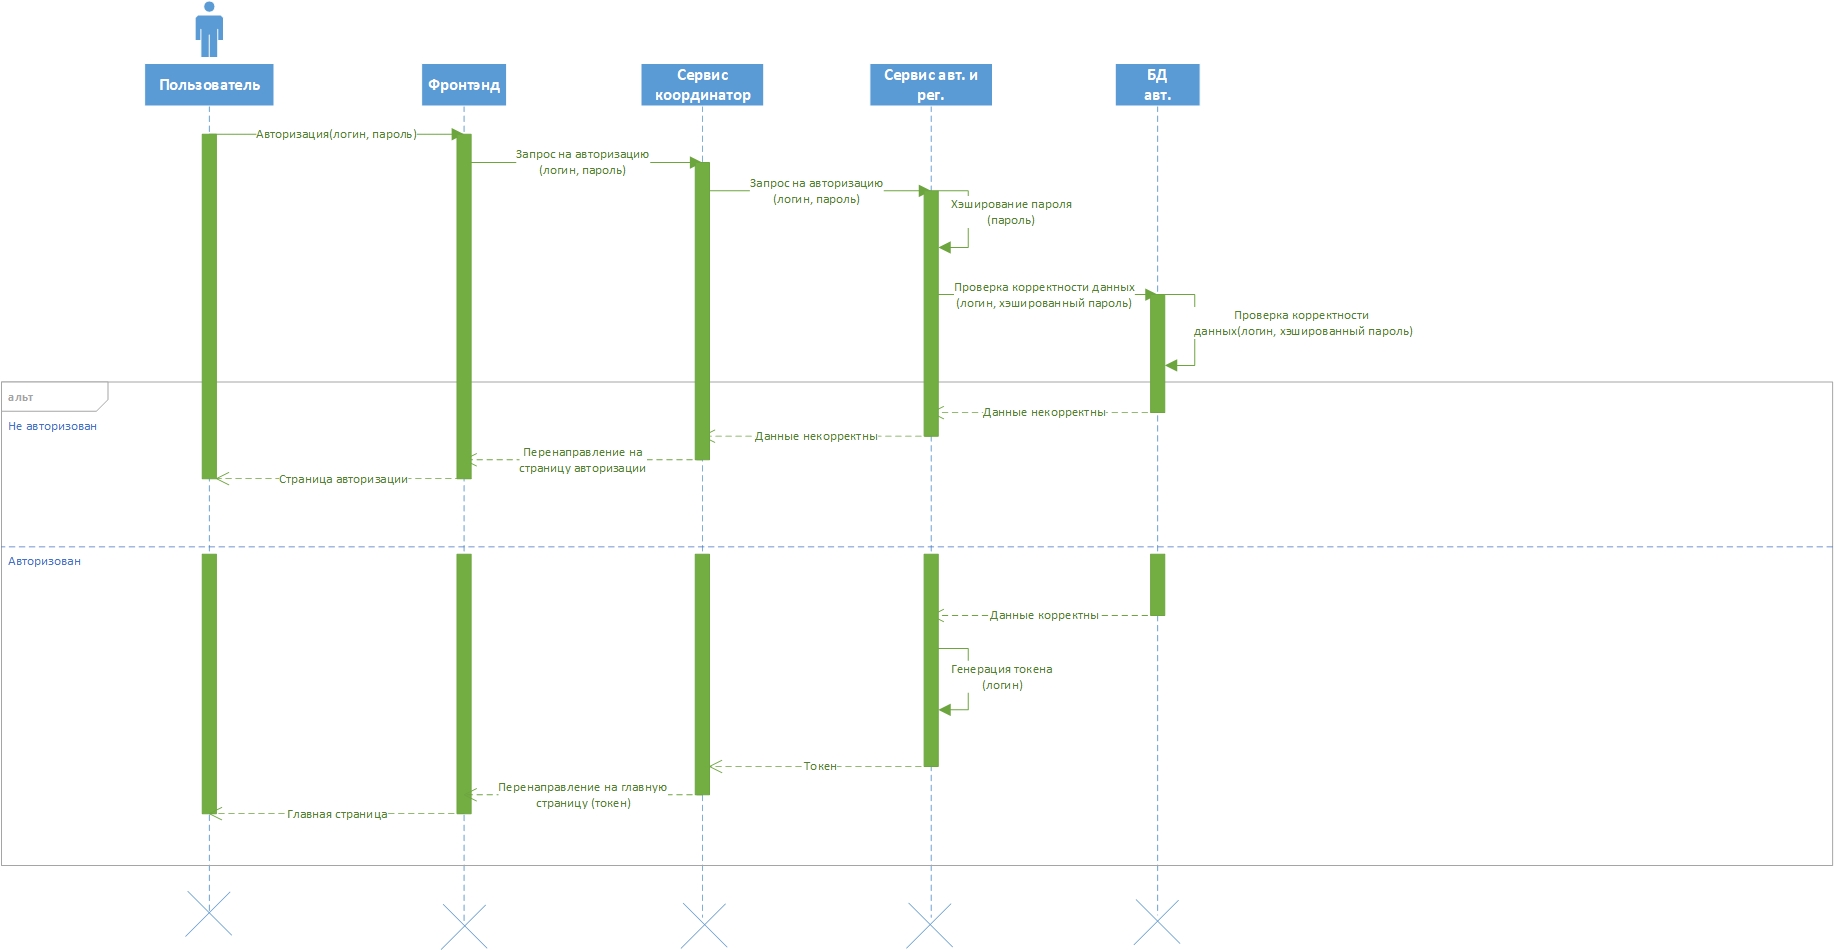 Пользователь
Фронтэнд
Сервис
координатор
Сервис авт. и
рег.
БД
авт.
Авторизация(логин, пароль)
Запрос на авторизацию
(логин, пароль)
Запрос на авторизацию
(логин, пароль)
Хэширование пароля
(пароль)
Проверка корректности данных
(логин, хэшированный пароль)
Проверка корректности
данных(логин, хэшированный пароль)
альт
Не авторизован
Данные некорректны
Данные некорректны
Перенаправление на
страницу авторизации
Страница авторизации
Авторизован
Данные корректны
Генерация токена
(логин)
Токен
Перенаправление на главную
страницу (токен)
Главная страница